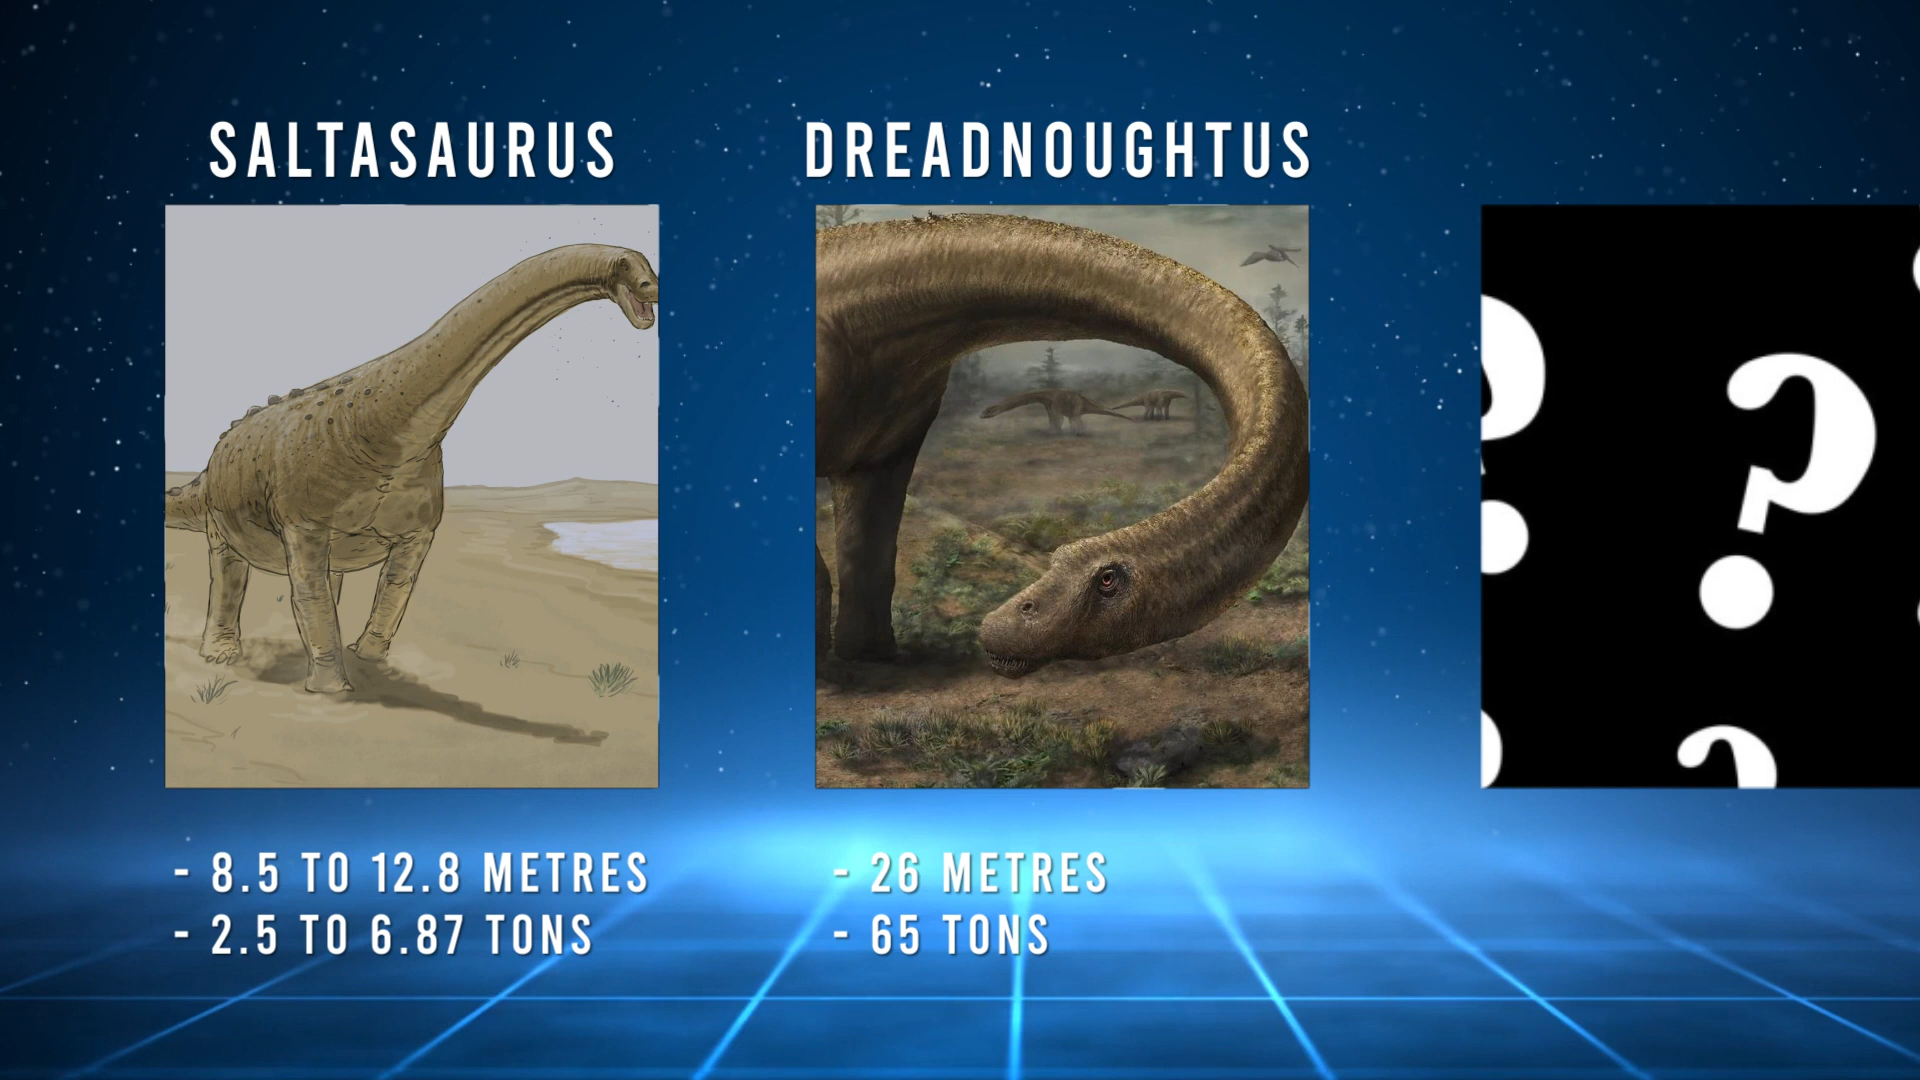 SALTASAURUS
- 8.5 TO 12.8 METRES
- 2.5 TO 6.87 TONS
DREADNOUGHTUS
- 26 METRES
- 65 TONS
?